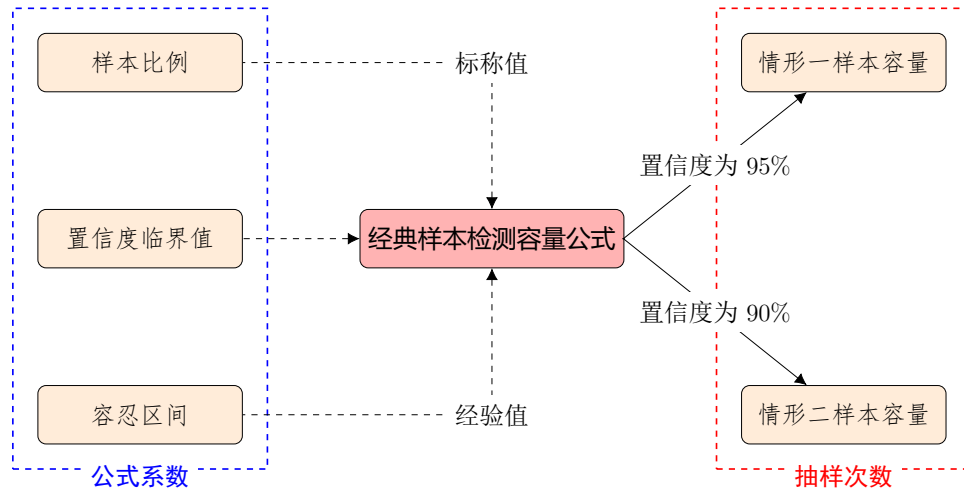 样本比例
标称值
情形一样本容量
置信度为 95%
置信度临界值
经典样本检测容量公式
置信度为 90%
容忍区间
经验值
情形二样本容量
公式系数
抽样次数